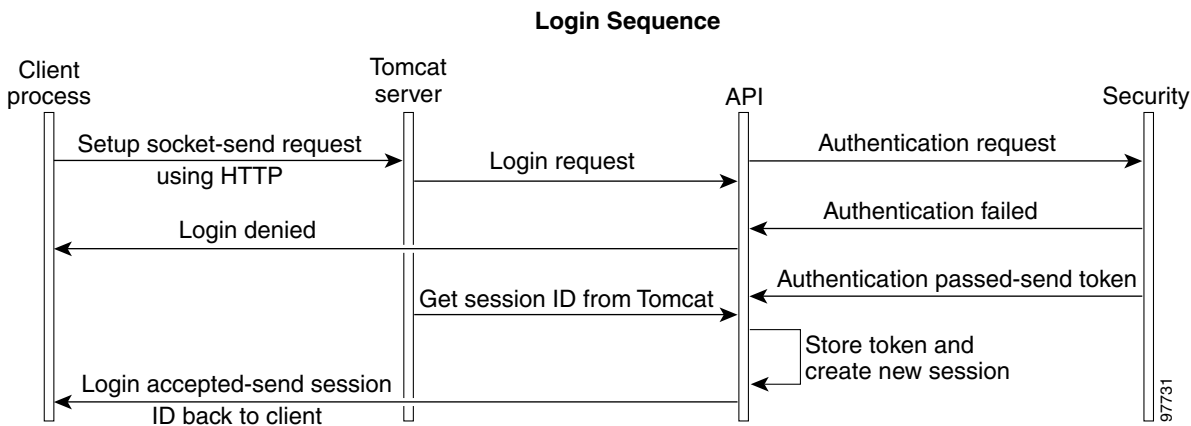 Login Sequence
Client
process
Tomcat
server
API
Security
Setup socket-send request
using HTTP
Login request
Authentication request
Authentication failed
Login denied
Authentication passed-send token
Get session ID from Tomcat
Store token and
create new session
Login accepted-send session
ID back to client
97731